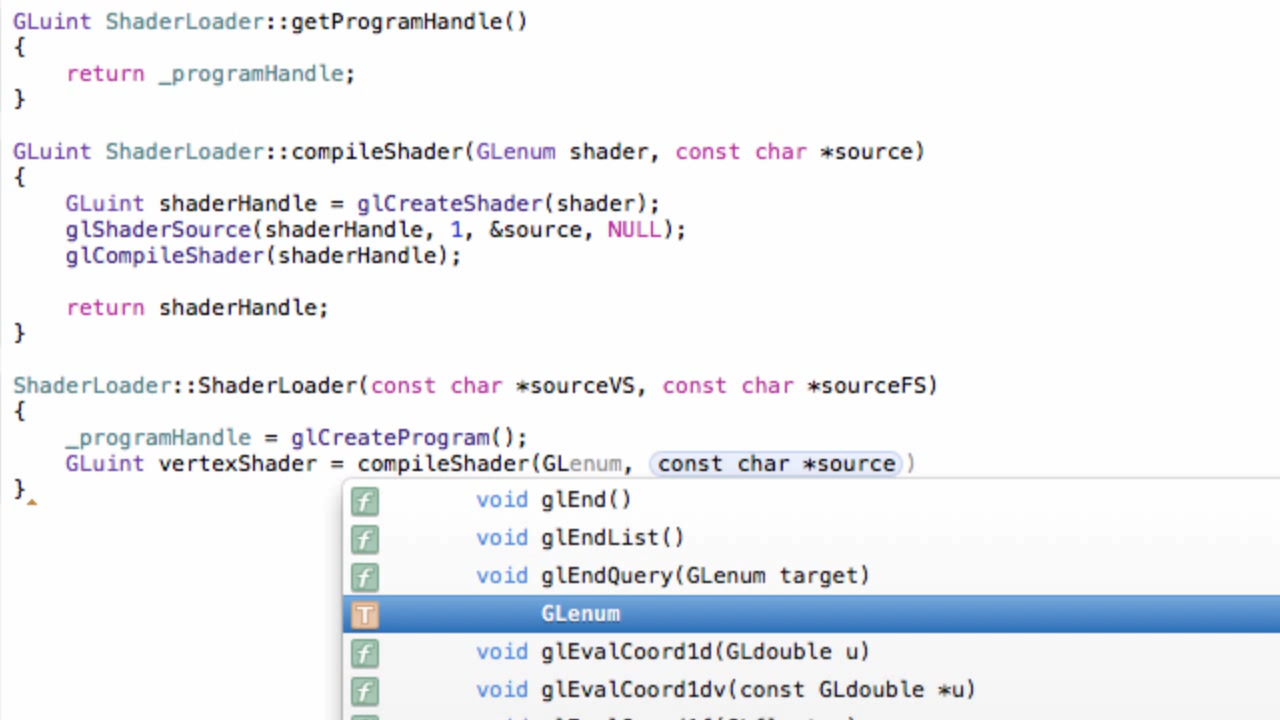 GLuint ShaderLoader::getProgramHandle()
{
    return _programHandle;
}
GLuint ShaderLoader::compileShader(GLenum shader, const char *source)
{
    GLuint shaderHandle = glCreateShader(shader);
    glShaderSource(shaderHandle, 1, &source, NULL);
    glCompileShader(shaderHandle);
    return shaderHandle;
}
ShaderLoader::ShaderLoader(const char *sourceVS, const char *sourceFS)
{
    _programHandle = glCreateProgram();
    GLuint vertexShader = compileShader(GLenum, const char *source)
}
f void glEnd()
f void glEndList()
f void glEndQuery(GLenum target)
T GLenum
f void glEvalCoord1d(GLdouble u)
f void glEvalCoord1dv(const GLdouble *u)